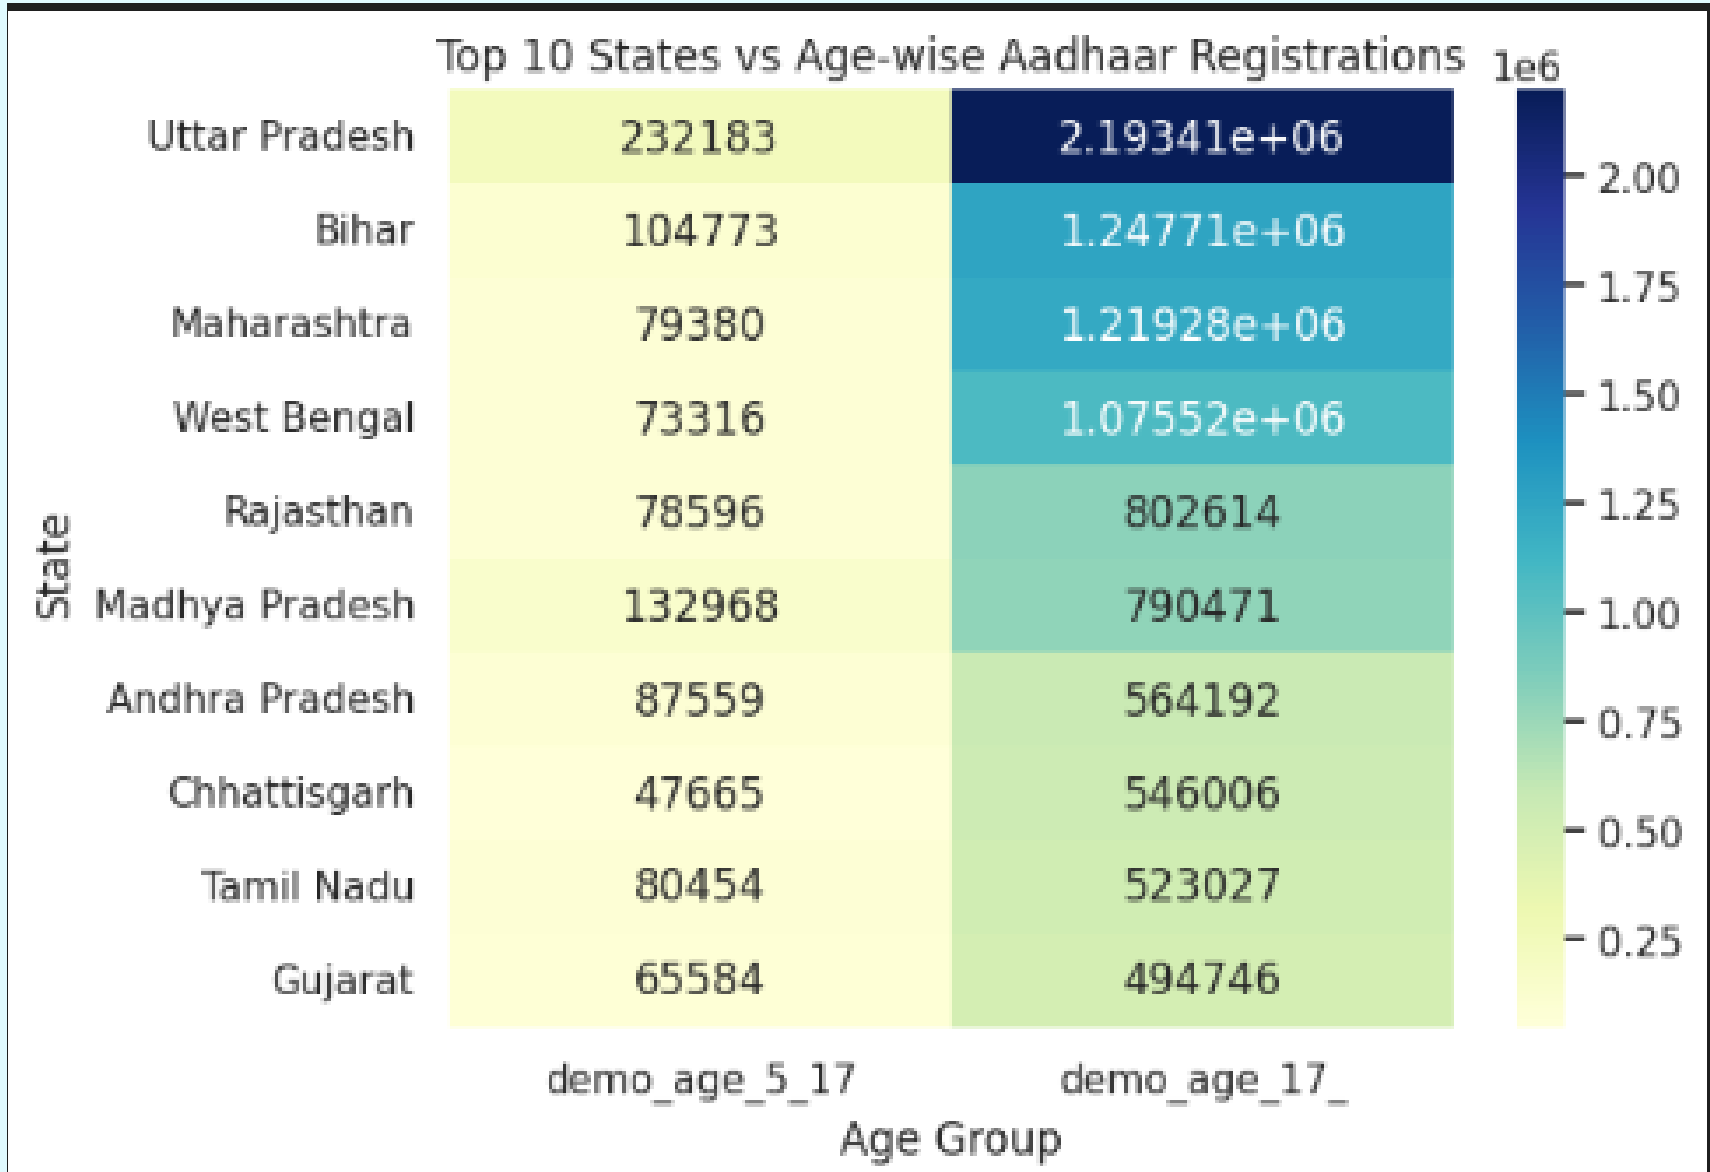 Top 10 States vs Age-wise Aadhaar Registrations
1e6
Uttar Pradesh 232183 2.19341e+06
Bihar 104773 1.24771e+06
Maharashtra 79380 1.21928e+06
West Bengal 73316 1.07552e+06
Rajasthan 78596 802614
Madhya Pradesh 132968 790471
Andhra Pradesh 87559 564192
Chhattisgarh 47665 546006
Tamil Nadu 80454 523027
Gujarat 65584 494746
State
demo_age_5_17 demo_age_17_
Age Group
2.00
1.75
1.50
1.25
1.00
0.75
0.50
0.25